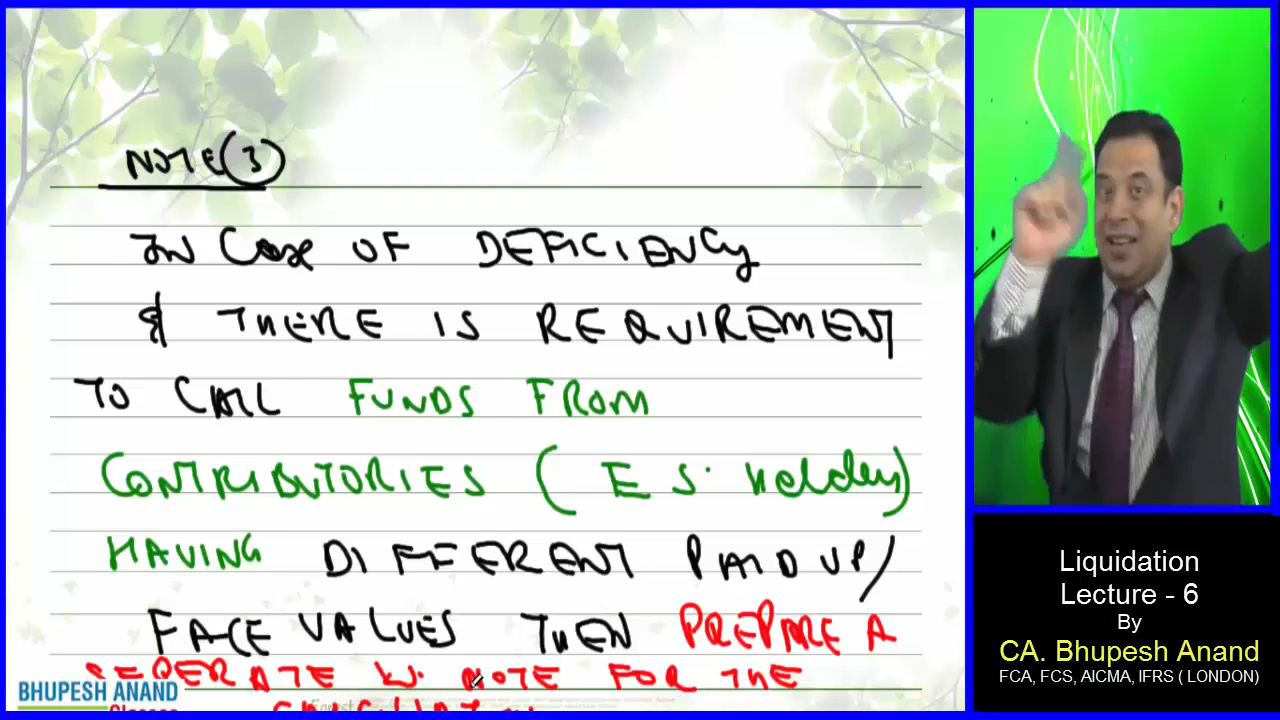 NOTE (3)
IN Case OF DEFICIENCY
& THERE IS REQUIREMENT
TO CALL FUNDS FROM
CONTRIBUTORIES (E S. Holders)
HAVING DIFFERENT PAID UP/
FACE VALUES THEN PREPARE A
SEPERATE W. NOTE FOR THE
BHUPESH ANAND
Classes
Liquidation
Lecture - 6
By
CA. Bhupesh Anand
FCA, FCS, AICMA, IFRS ( LONDON)